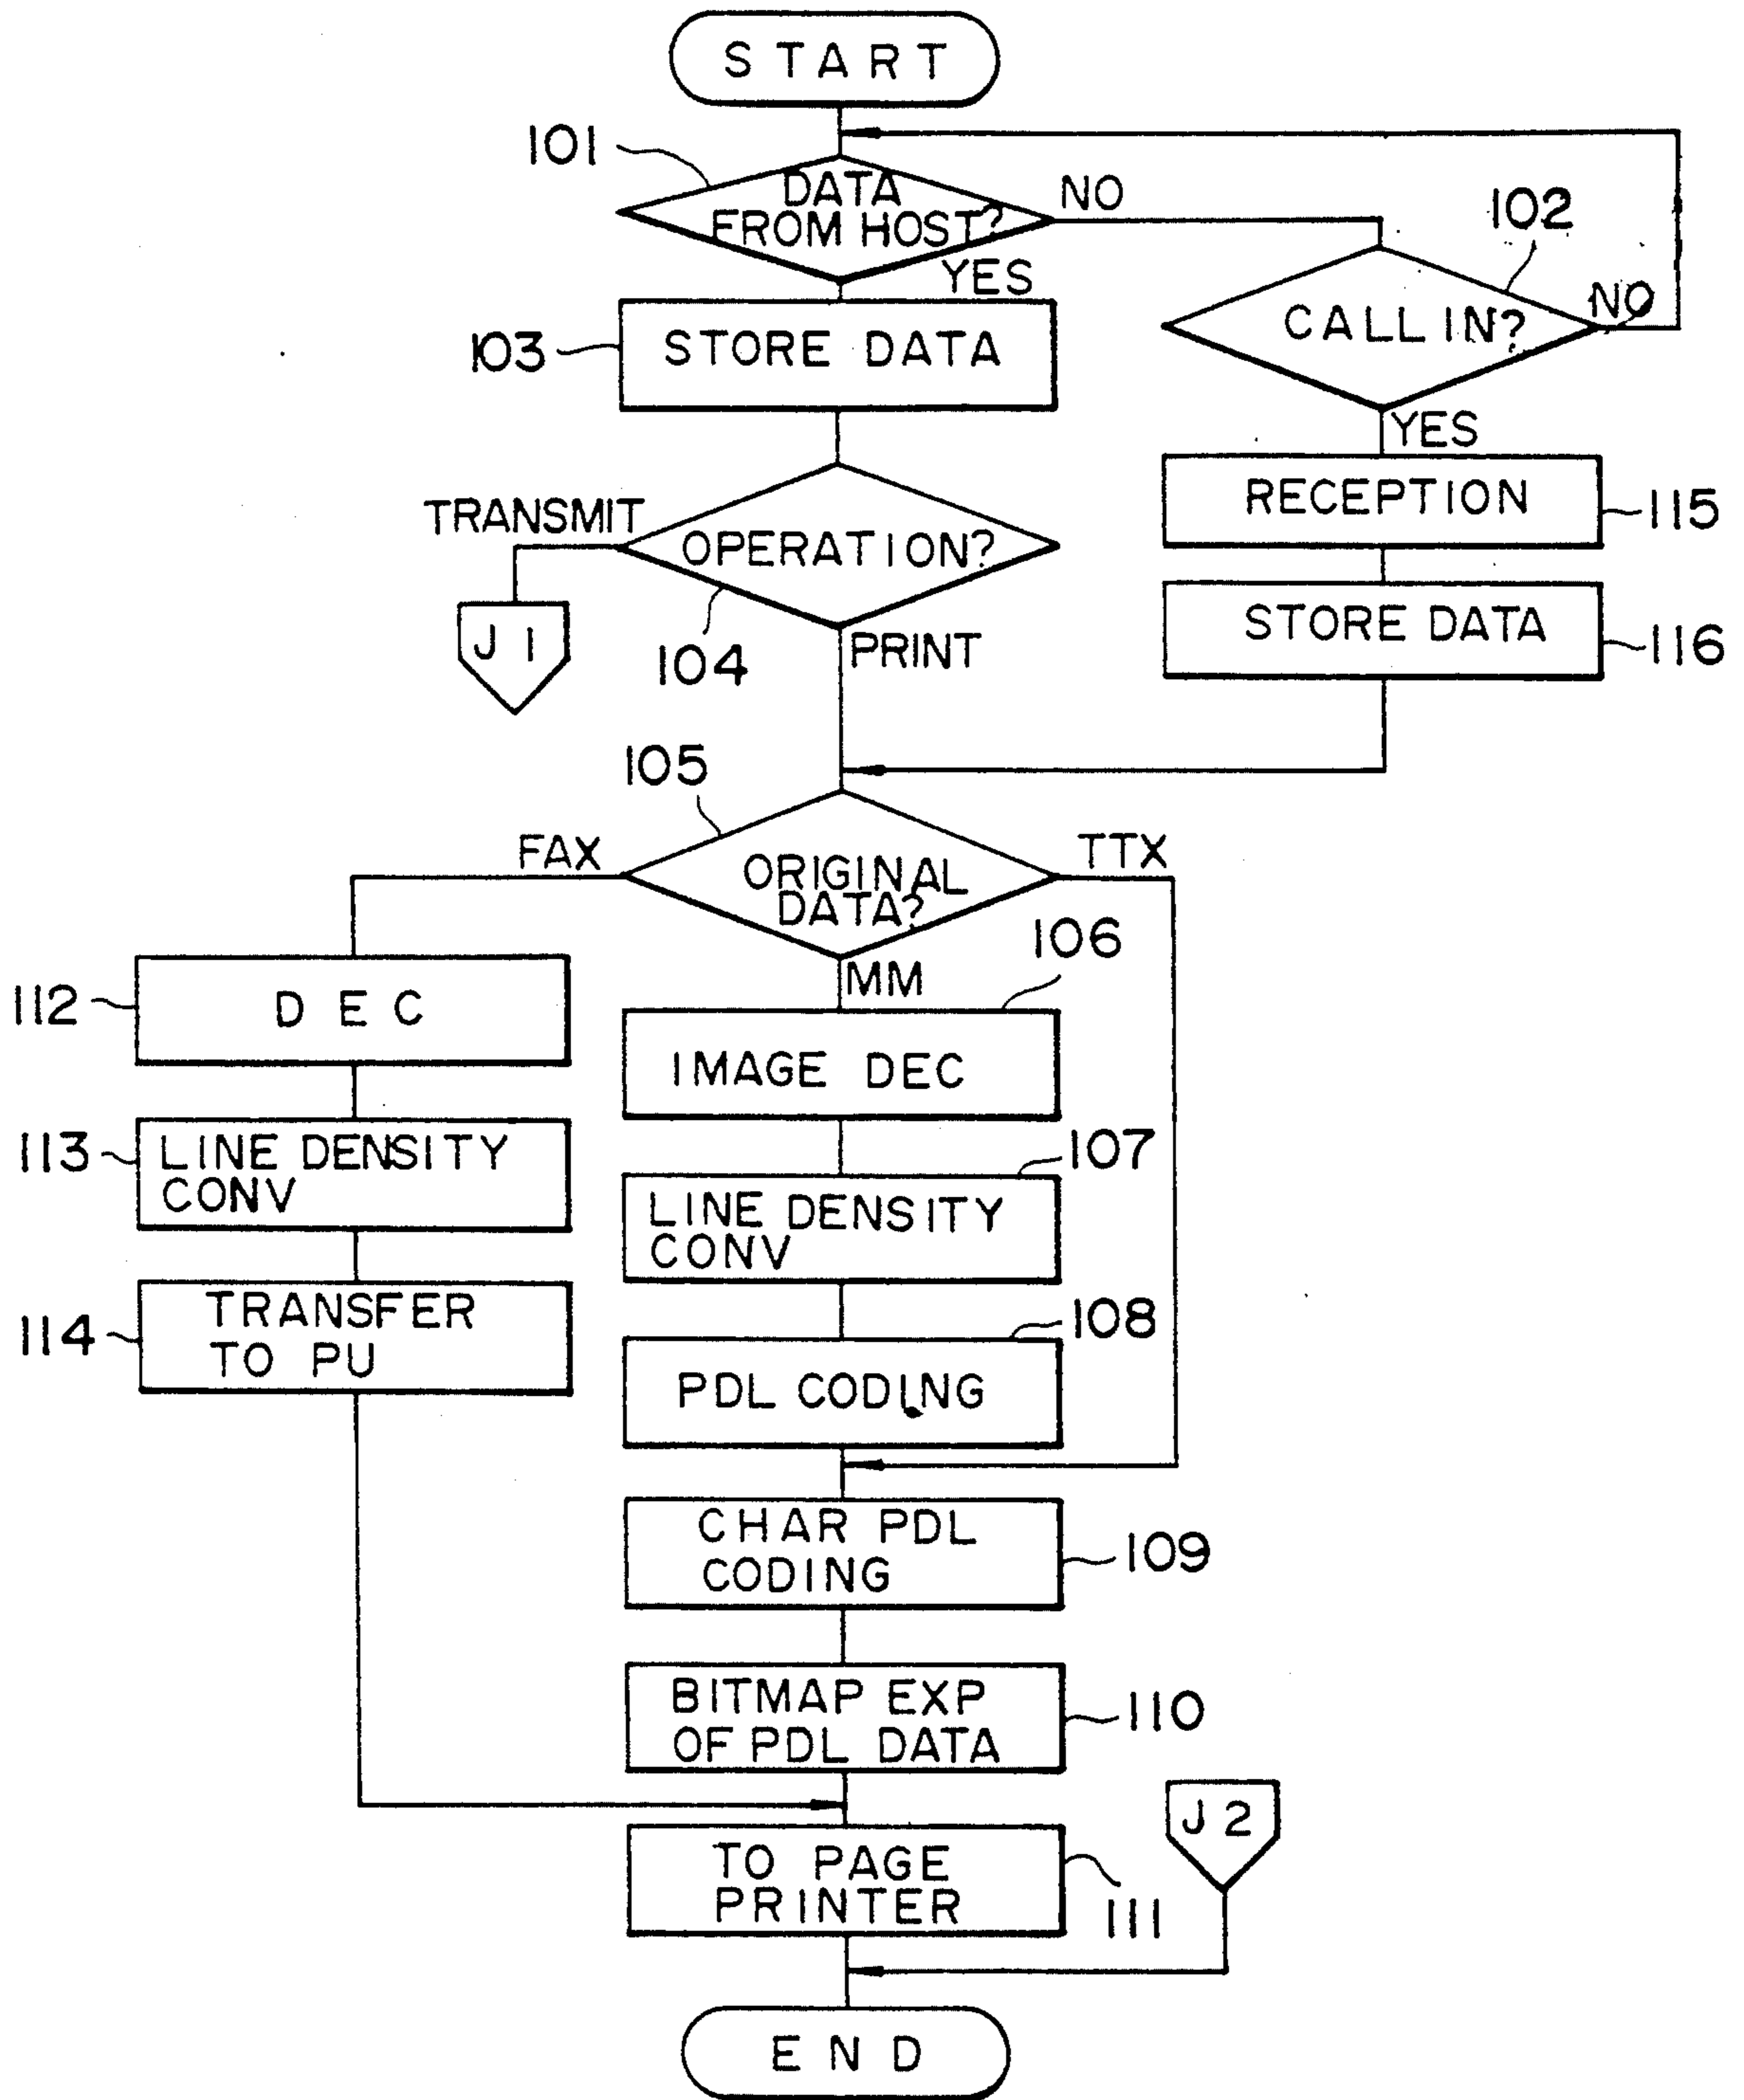 START
101
DATA
FROM HOST?
NO
102
YES
CALL IN?
NO
103
STORE DATA
YES
RECEPTION
115
TRANSMIT
OPERATION?
STORE DATA
116
J1
104
PRINT
105
FAX
TTX
ORIGINAL
DATA?
106
MM
112
DEC
IMAGE DEC
113
LINE DENSITY
CONV
107
LINE DENSITY
CONV
114
TRANSFER
TO PU
108
PDL CODING
CHAR PDL
CODING
109
BITMAP EXP
OF PDL DATA
110
J2
TO PAGE
PRINTER
111
END